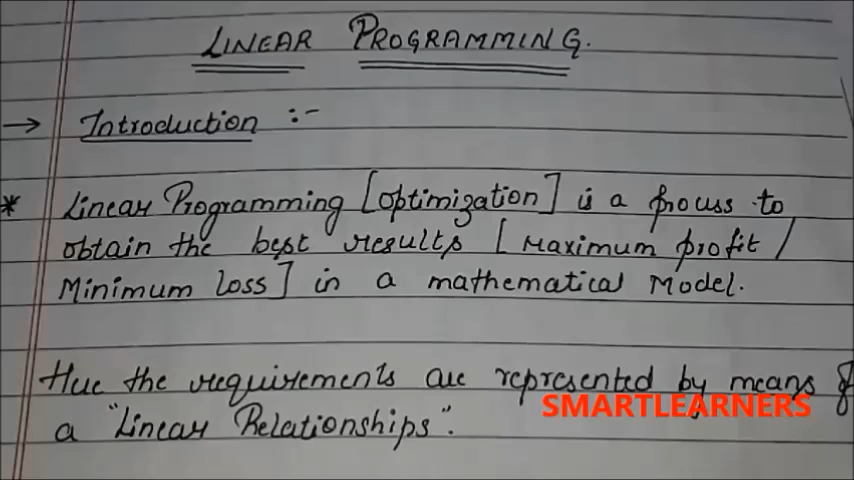 LINEAR PROGRAMMING.
→ Introduction :-
* Linear Programming [optimization] is a process to
obtain the best results [Maximum profit /
Minimum loss] in a mathematical Model.
Here the requirements are represented by means of
SMARTLEARNERS
a "Linear Relationships".